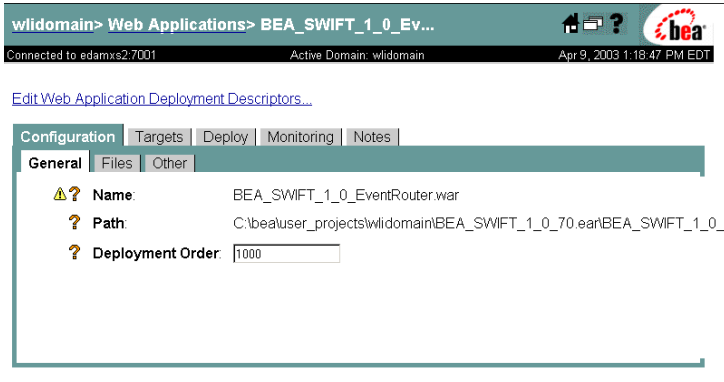 wlidomain> Web Applications> BEA_SWIFT_1_0_Ev...
bea
Connected to edamxs2:7001 Active Domain: wlidomain Apr 9, 2003 1:18:47 PM EDT
Edit Web Application Deployment Descriptors...
Configuration Targets Deploy Monitoring Notes
General Files Other
Name: BEA_SWIFT_1_0_EventRouter.war
Path: C:\bea\user_projects\wlidomain\BEA_SWIFT_1_0_70.ear\BEA_SWIFT_1_0_
Deployment Order: 1000